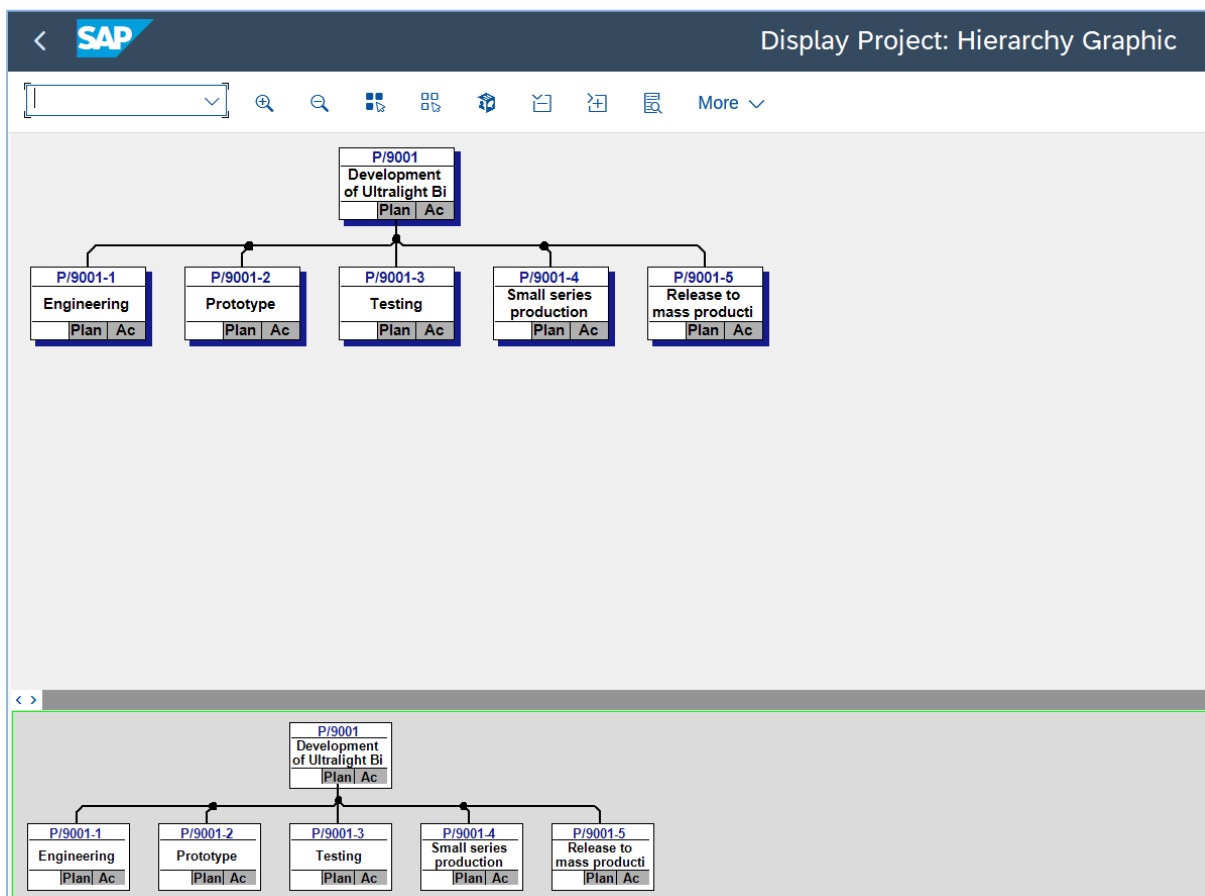 SAP
Display Project: Hierarchy Graphic
More
P/9001
Development
of Ultralight Bi
Plan Ac
P/9001-1
Engineering
Plan Ac
P/9001-2
Prototype
Plan Ac
P/9001-3
Testing
Plan Ac
P/9001-4
Small series
production
Plan Ac
P/9001-5
Release to
mass producti
Plan Ac
P/9001
Development
of Ultralight Bi
Plan Ac
P/9001-1
Engineering
Plan Ac
P/9001-2
Prototype
Plan Ac
P/9001-3
Testing
Plan Ac
P/9001-4
Small series
production
Plan Ac
P/9001-5
Release to
mass producti
Plan Ac